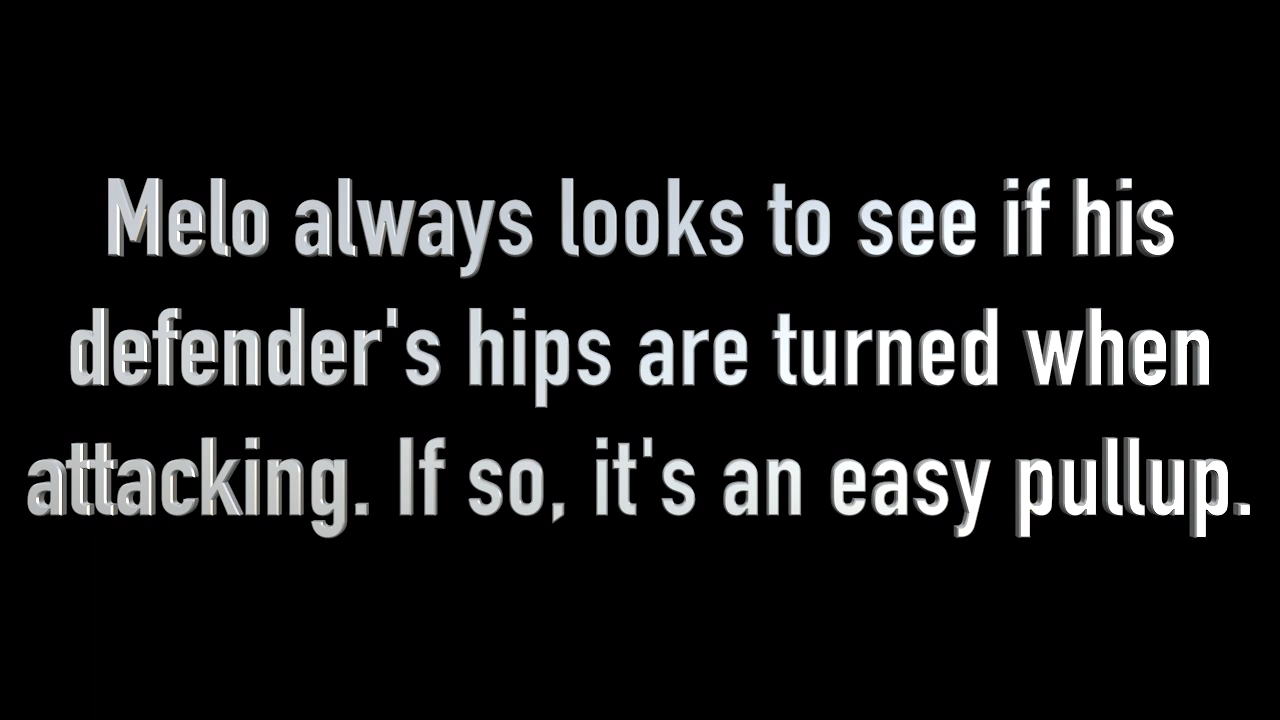 Melo always looks to see if his
defender's hips are turned when
attacking. If so, it's an easy pullup.